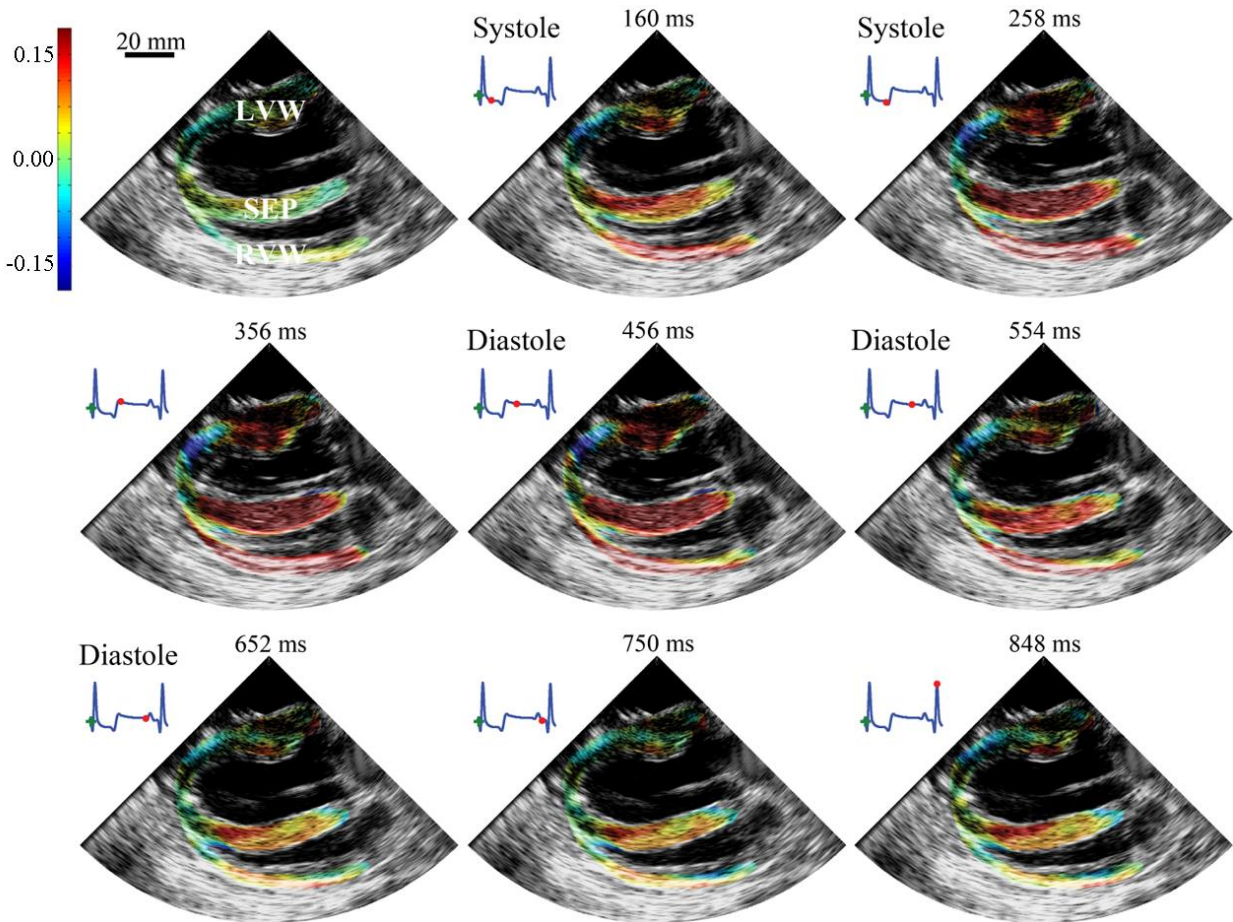 Systole
160 ms
Systole
258 ms
0.15
20 mm
LVW
0.00
SEP
-0.15
RVW
356 ms
Diastole
456 ms
Diastole
554 ms
Diastole
652 ms
750 ms
848 ms